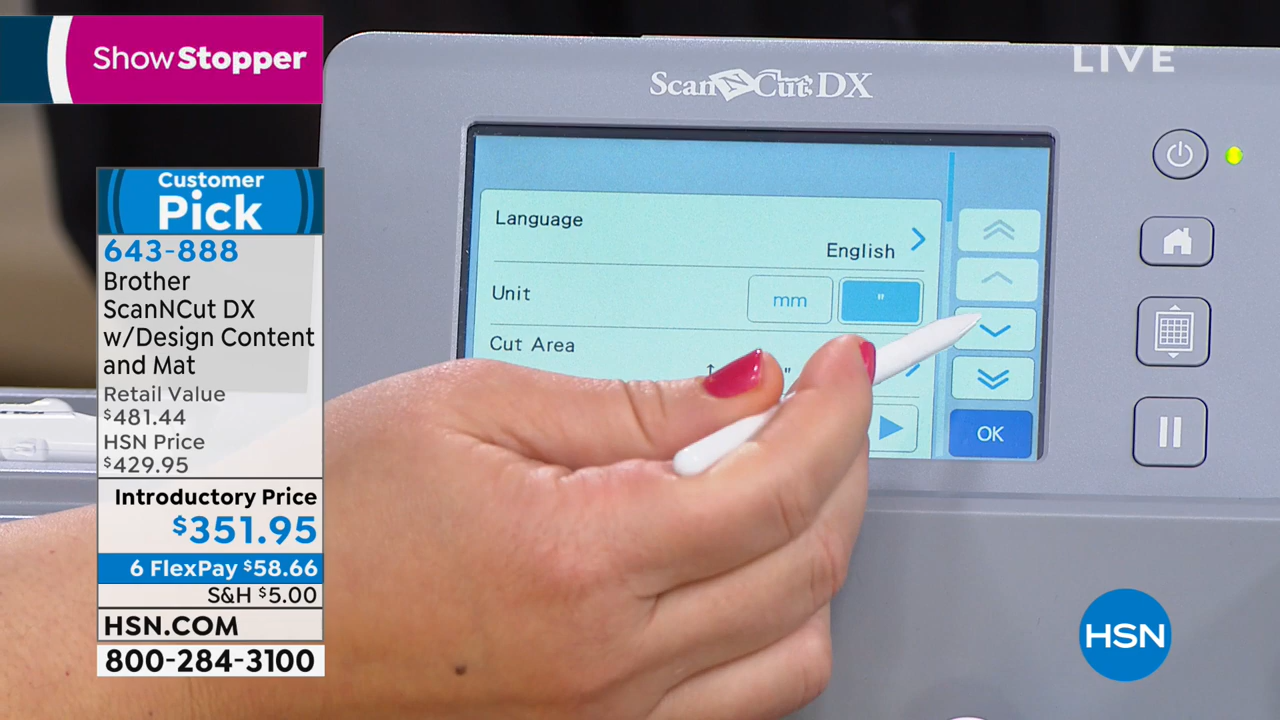 ShowStopper
LIVE
ScanNCut DX
Customer
Pick
643-888
Brother
ScanNCut DX
w/Design Content
and Mat
Retail Value
$481.44
HSN Price
$429.95
Introductory Price
$351.95
6 FlexPay $58.66
S&H $5.00
HSN.COM
800-284-3100
Language
English
Unit
mm
"
Cut Area
"
OK
HSN